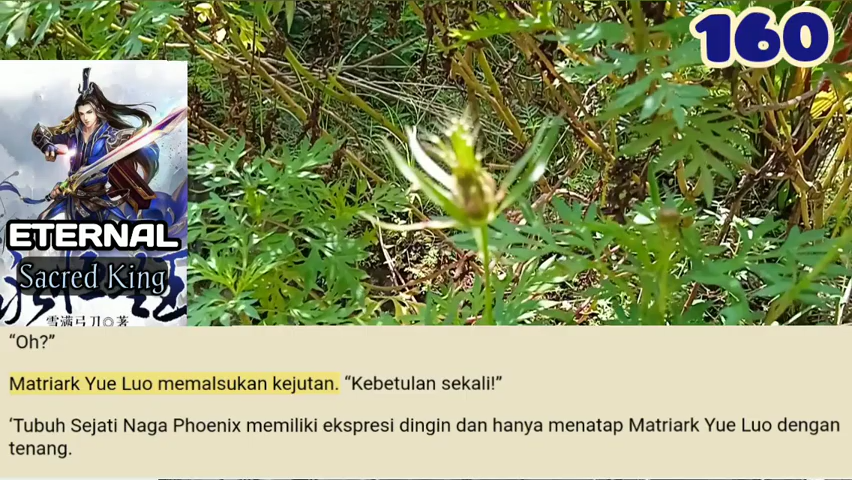 160
ETERNAL
Sacred King
雪满弓刀◎著
“Oh?”
Matriark Yue Luo memalsukan kejutan. “Kebetulan sekali!”
‘Tubuh Sejati Naga Phoenix memiliki ekspresi dingin dan hanya menatap Matriark Yue Luo dengan
tenang.